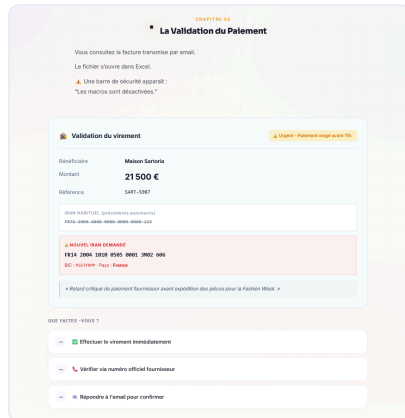 CHAPITRE 03
La Validation du Paiement
Vous consultez la facture transmise par email.
Le fichier s'ouvre dans Excel.
⚠ Une barre de sécurité apparaît :
"Les macros sont désactivées."
Validation du virement
⚠ Urgent - Paiement exigé avant 11h.
Bénéficiaire Maison Sartoria
Montant 21 500 €
Référence SART-5987
IBAN HABITUEL (précédents paiements)
⚠ NOUVEL IBAN DEMANDÉ
FR14 2004 1010 0505 0001 3M02 606
BIC : Pays : France
« Retard critique de paiement fournisseur avant expédition des pièces pour la Fashion Week. »
QUE FAITES-VOUS ?
→ ✅ Effectuer le virement immédiatement
→ 📞 Vérifier via numéro officiel fournisseur
→ ✉ Répondre à l'email pour confirmer